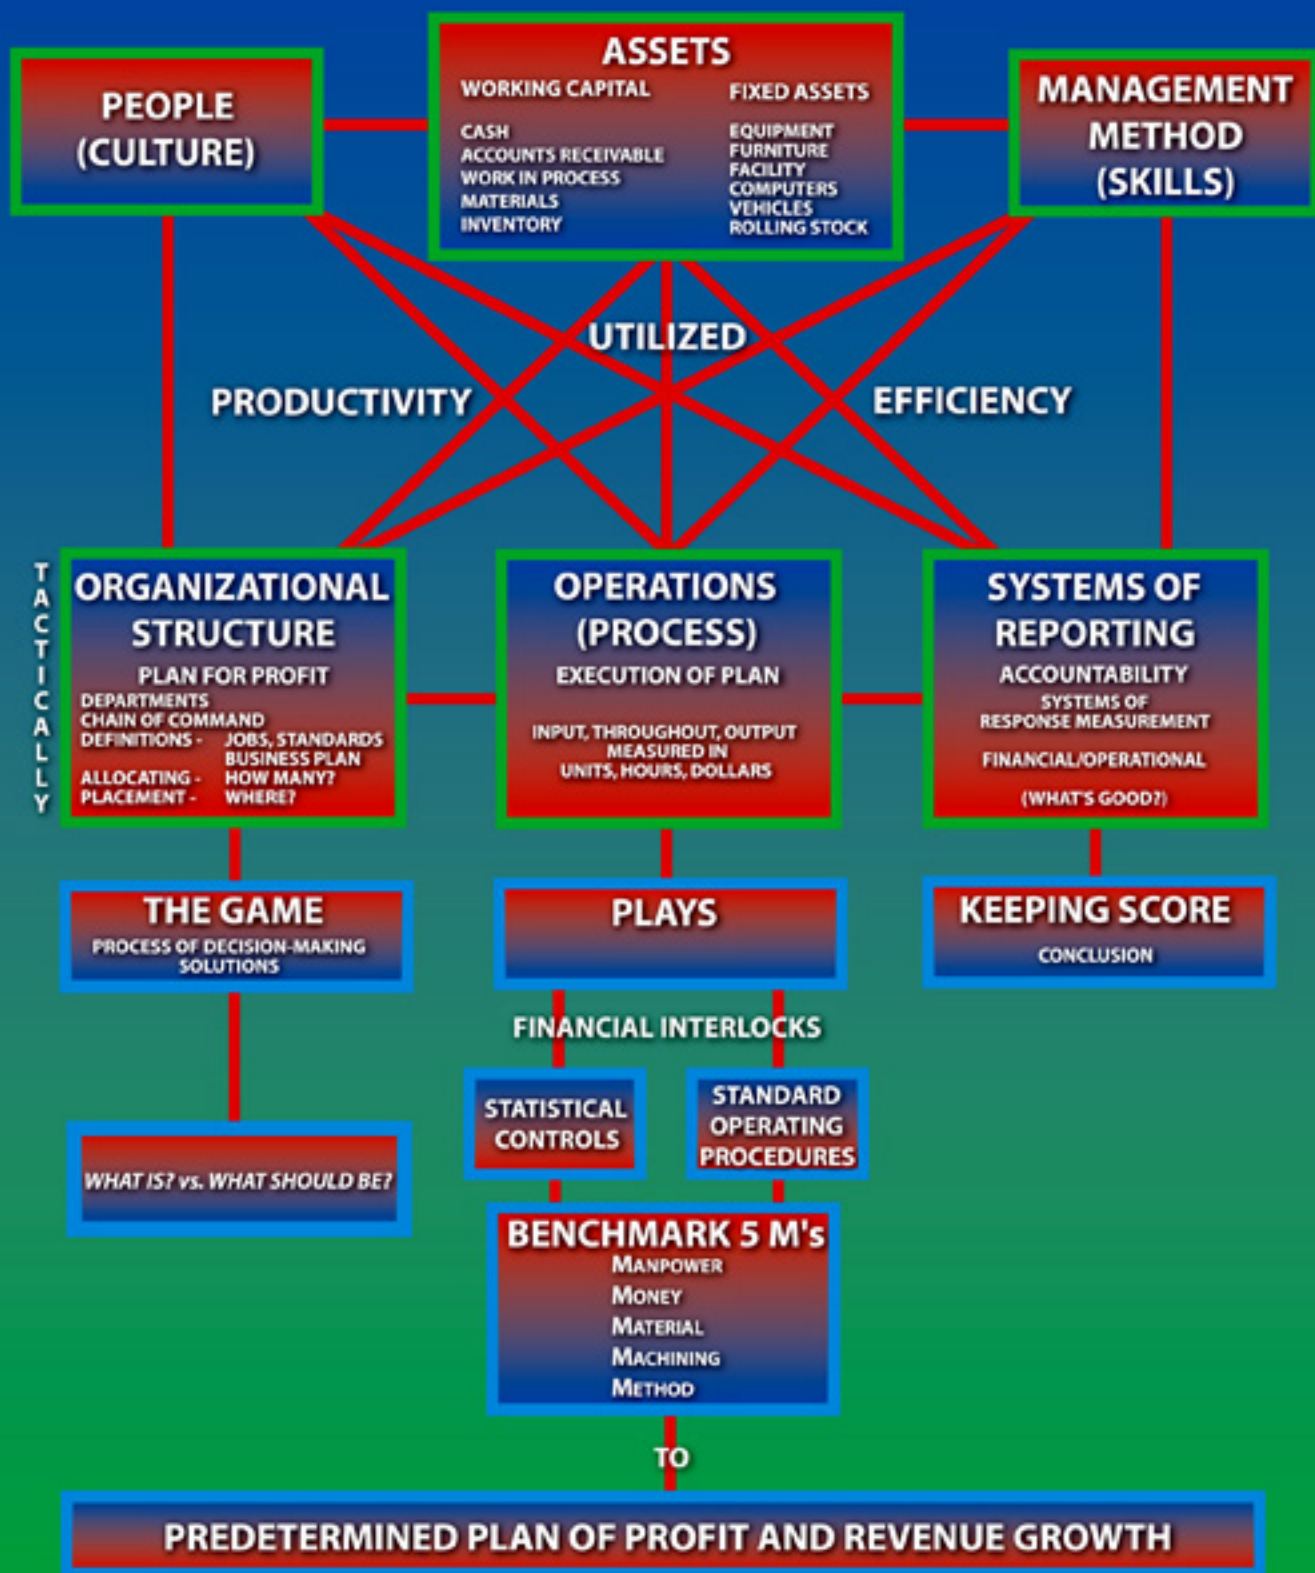 PEOPLE
(CULTURE)
ASSETS
WORKING CAPITAL
CASH
ACCOUNTS RECEIVABLE
WORK IN PROCESS
MATERIALS
INVENTORY
FIXED ASSETS
EQUIPMENT
FURNITURE
FACILITY
COMPUTERS
VEHICLES
ROLLING STOCK
MANAGEMENT
METHOD
(SKILLS)
UTILIZED
PRODUCTIVITY
EFFICIENCY
TACTICALLY
ORGANIZATIONAL
STRUCTURE
PLAN FOR PROFIT
DEPARTMENTS
CHAIN OF COMMAND
DEFINITIONS - JOBS, STANDARDS
BUSINESS PLAN
ALLOCATING - HOW MANY?
PLACEMENT - WHERE?
OPERATIONS
(PROCESS)
EXECUTION OF PLAN
INPUT, THROUGHOUT, OUTPUT
MEASURED IN
UNITS, HOURS, DOLLARS
SYSTEMS OF
REPORTING
ACCOUNTABILITY
SYSTEMS OF
RESPONSE MEASUREMENT
FINANCIAL/OPERATIONAL
(WHAT'S GOOD?)
THE GAME
PROCESS OF DECISION-MAKING
SOLUTIONS
PLAYS
KEEPING SCORE
CONCLUSION
FINANCIAL INTERLOCKS
STATISTICAL
CONTROLS
STANDARD
OPERATING
PROCEDURES
WHAT IS? vs. WHAT SHOULD BE?
BENCHMARK 5 M's
MANPOWER
MONEY
MATERIAL
MACHINING
METHOD
TO
PREDETERMINED PLAN OF PROFIT AND REVENUE GROWTH